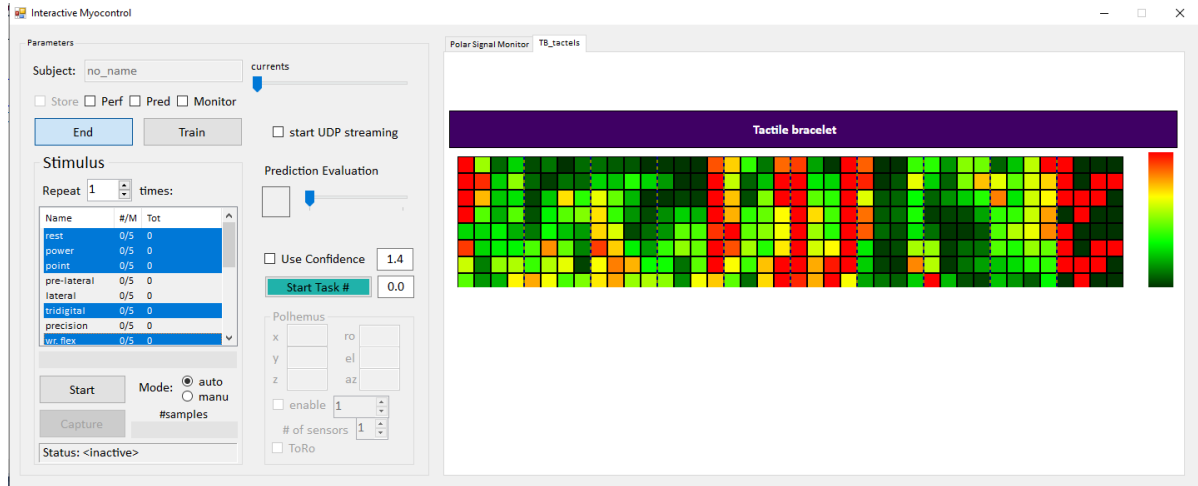 Interactive Myocontrol
Parameters
Subject: no_name
currents
Store Perf Pred Monitor
End Train
start UDP streaming
Stimulus
Prediction Evaluation
Repeat 1 times:
Name #/M Tot
rest 0/5 0
power 0/5 0
point 0/5 0
pre-lateral 0/5 0
lateral 0/5 0
tridigital 0/5 0
precision 0/5 0
wr. flex 0/5 0
Use Confidence 1.4
Start Task # 0.0
Polhemus
x ro
y el
z az
enable 1
# of sensors 1
ToRo
Start
Mode: auto
manu
Capture
#samples
Status: <inactive>
Polar Signal Monitor TB_tactels
Tactile bracelet